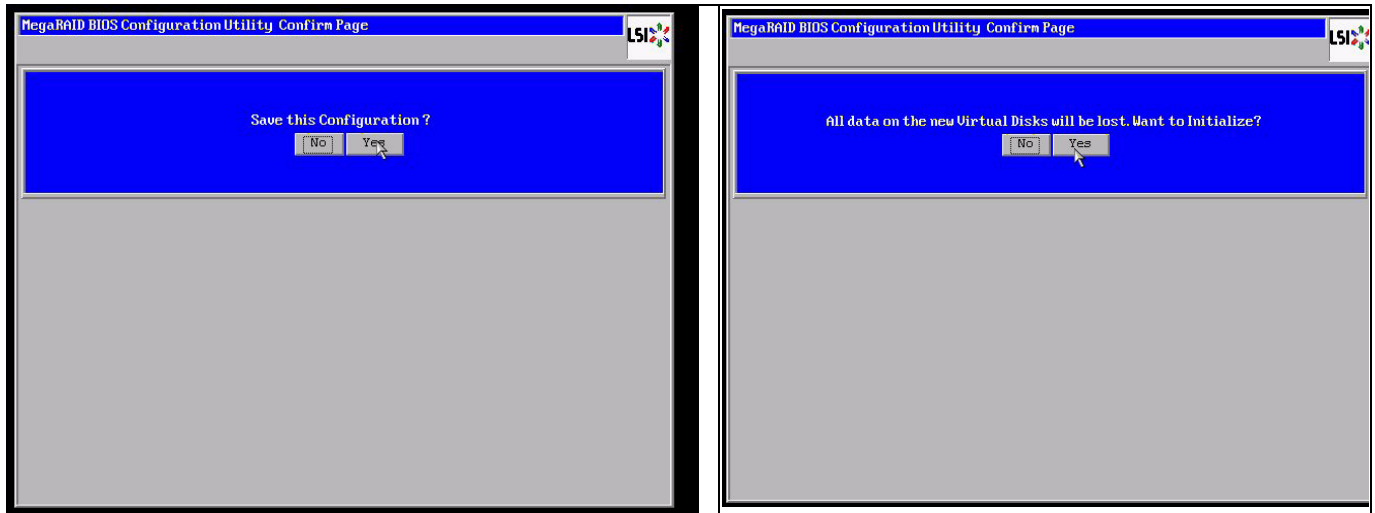 MegaRAID BIOS Configuration Utility Confirm Page
LSI
Save this Configuration ?
No Yes
MegaRAID BIOS Configuration Utility Confirm Page
LSI
All data on the new Virtual Disks will be lost. Want to Initialize?
No Yes